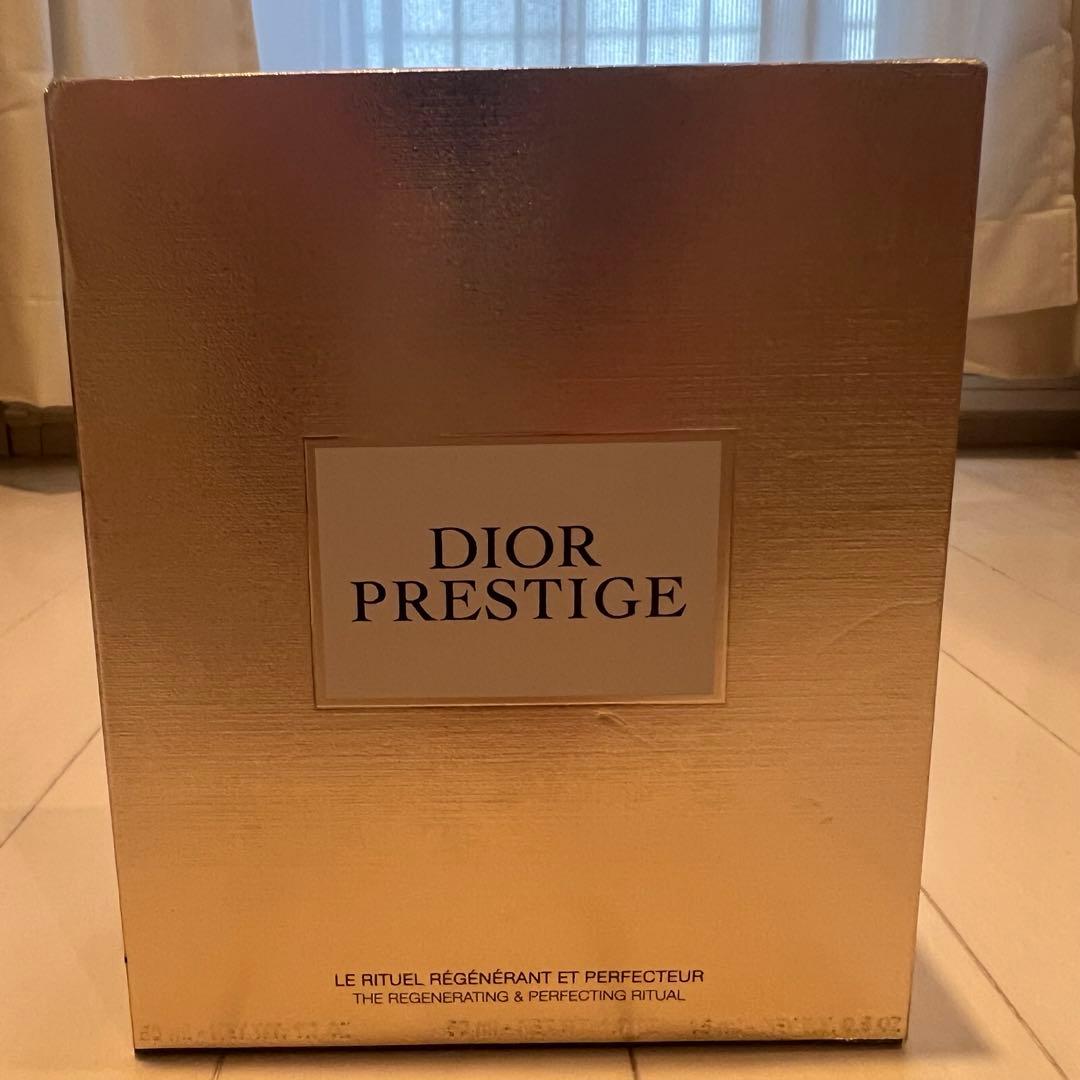 DIOR
PRESTIGE
LE RITUEL RÉGÉNÉRANT ET PERFECTEUR
THE REGENERATING & PERFECTING RITUAL